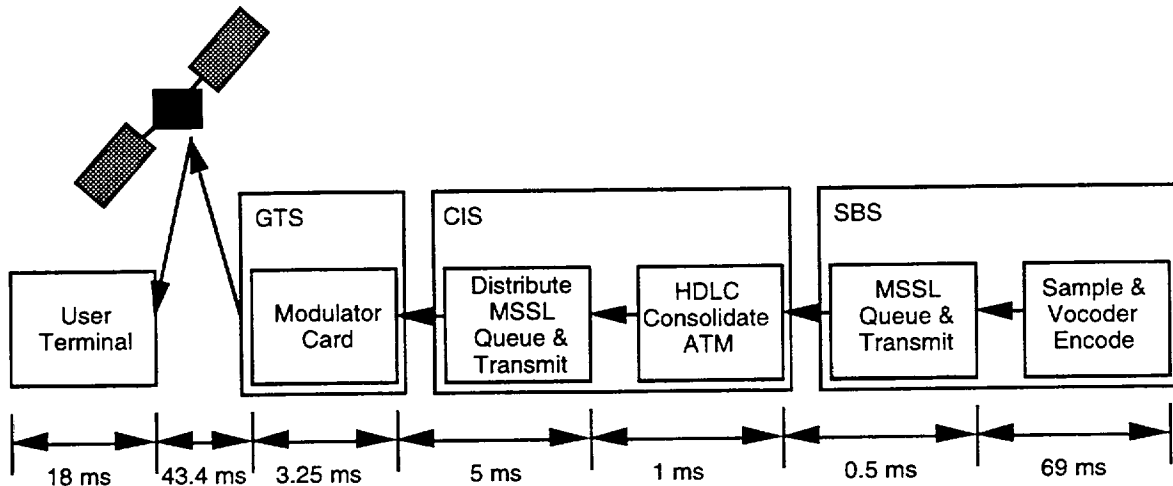 GTS
CIS
SBS
User
Terminal
Modulator
Card
Distribute
MSSL
Queue &
Transmit
HDLC
Consolidate
ATM
MSSL
Queue &
Transmit
Sample &
Vocoder
Encode
18 ms
43.4 ms
3.25 ms
5 ms
1 ms
0.5 ms
69 ms